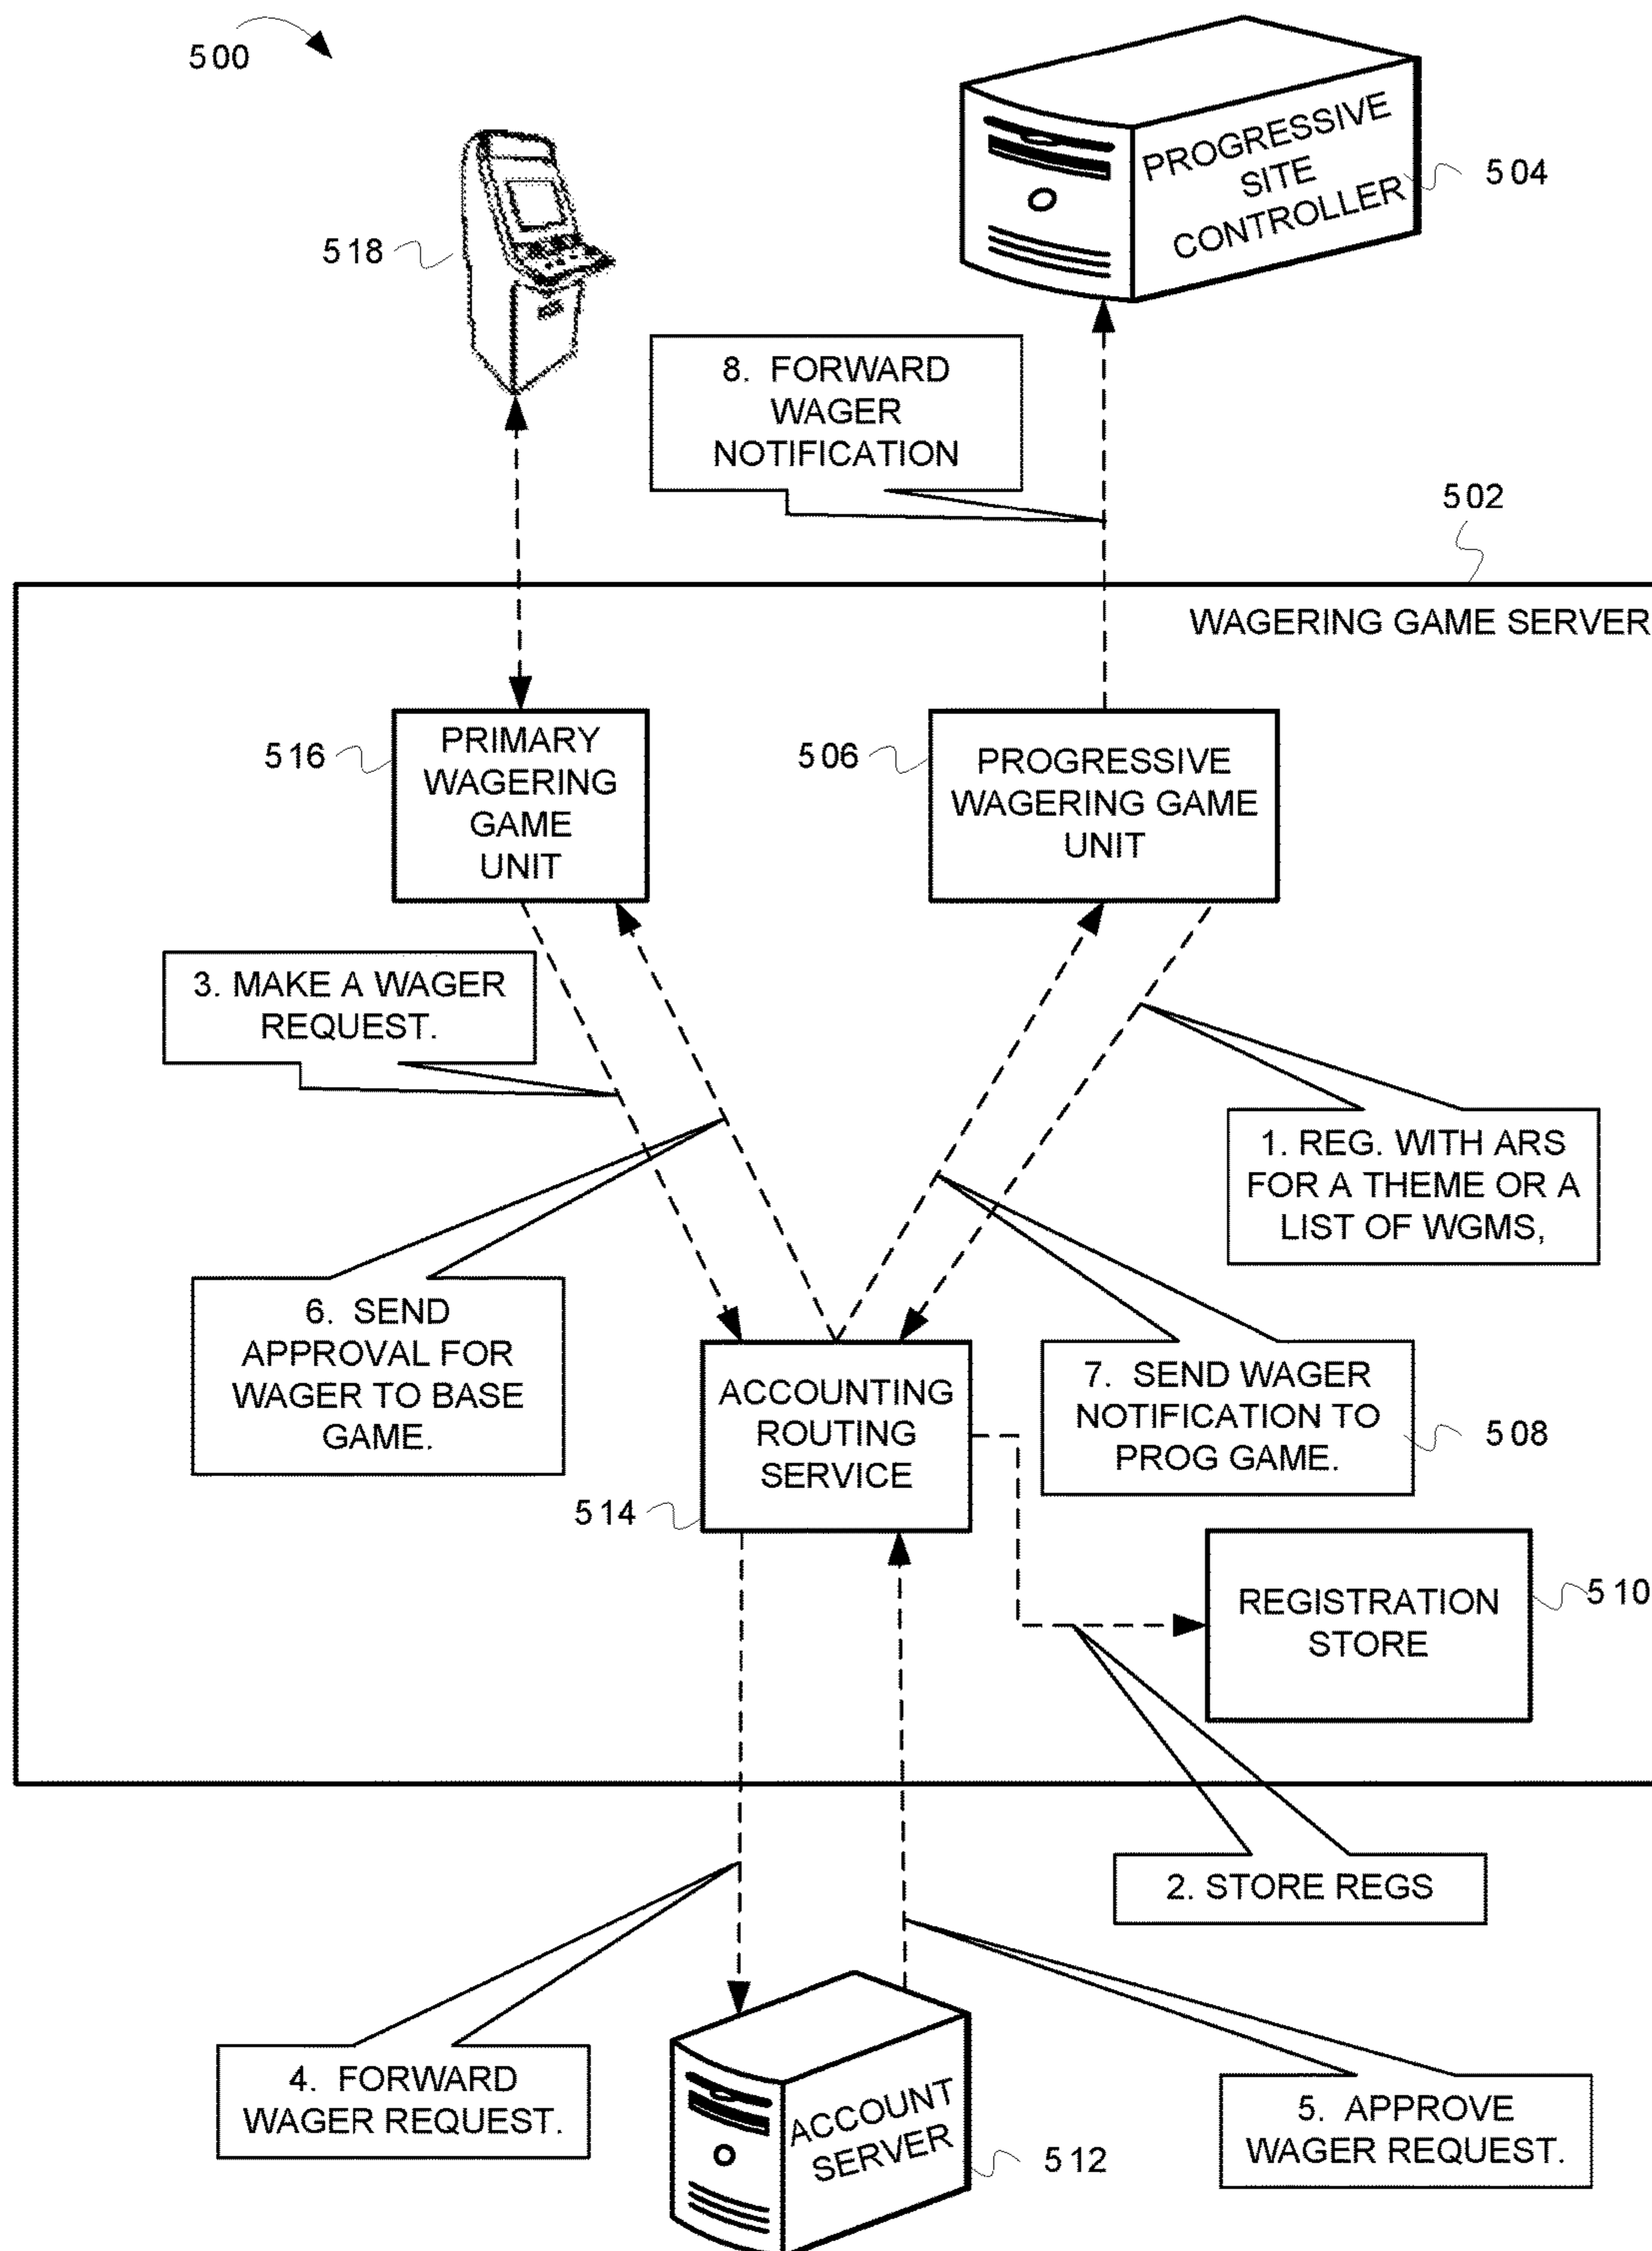 500
PROGRESSIVE
SITE
CONTROLLER
504
518
8. FORWARD
WAGER
NOTIFICATION
502
WAGERING GAME SERVER
516
PRIMARY
WAGERING
GAME
UNIT
506
PROGRESSIVE
WAGERING GAME
UNIT
3. MAKE A WAGER
REQUEST.
1. REG. WITH ARS
FOR A THEME OR A
LIST OF WGMS,
6. SEND
APPROVAL FOR
WAGER TO BASE
GAME.
ACCOUNTING
ROUTING
SERVICE
514
7. SEND WAGER
NOTIFICATION TO
PROG GAME.
508
REGISTRATION
STORE
510
2. STORE REGS
4. FORWARD
WAGER REQUEST.
ACCOUNT
SERVER
512
5. APPROVE
WAGER REQUEST.